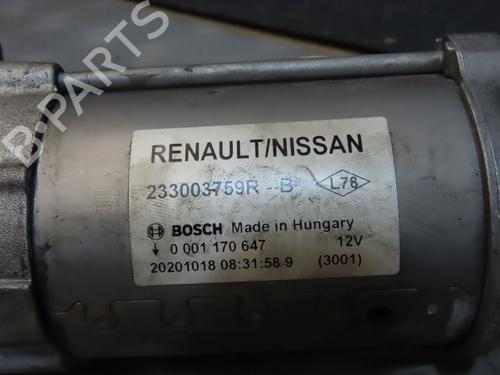 RENAULT/NISSAN
233003759R--B L78
BOSCH Made in Hungary
↓ 0 001 170 647 12V
20201018 08:31:58 9 (3001)
B-PARTS